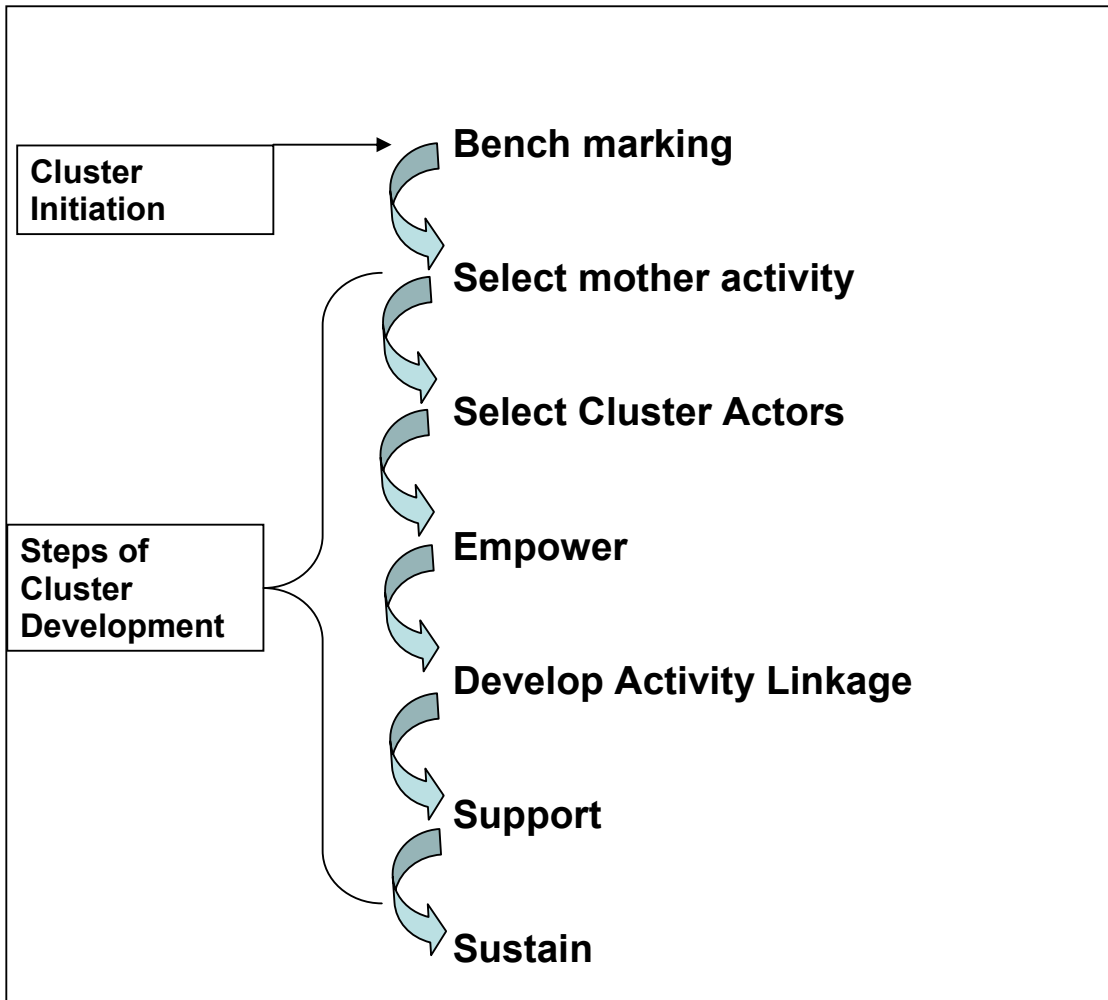 Bench marking
Cluster
Initiation
Select mother activity
Select Cluster Actors
Empower
Steps of
Cluster
Development
Develop Activity Linkage
Support
Sustain